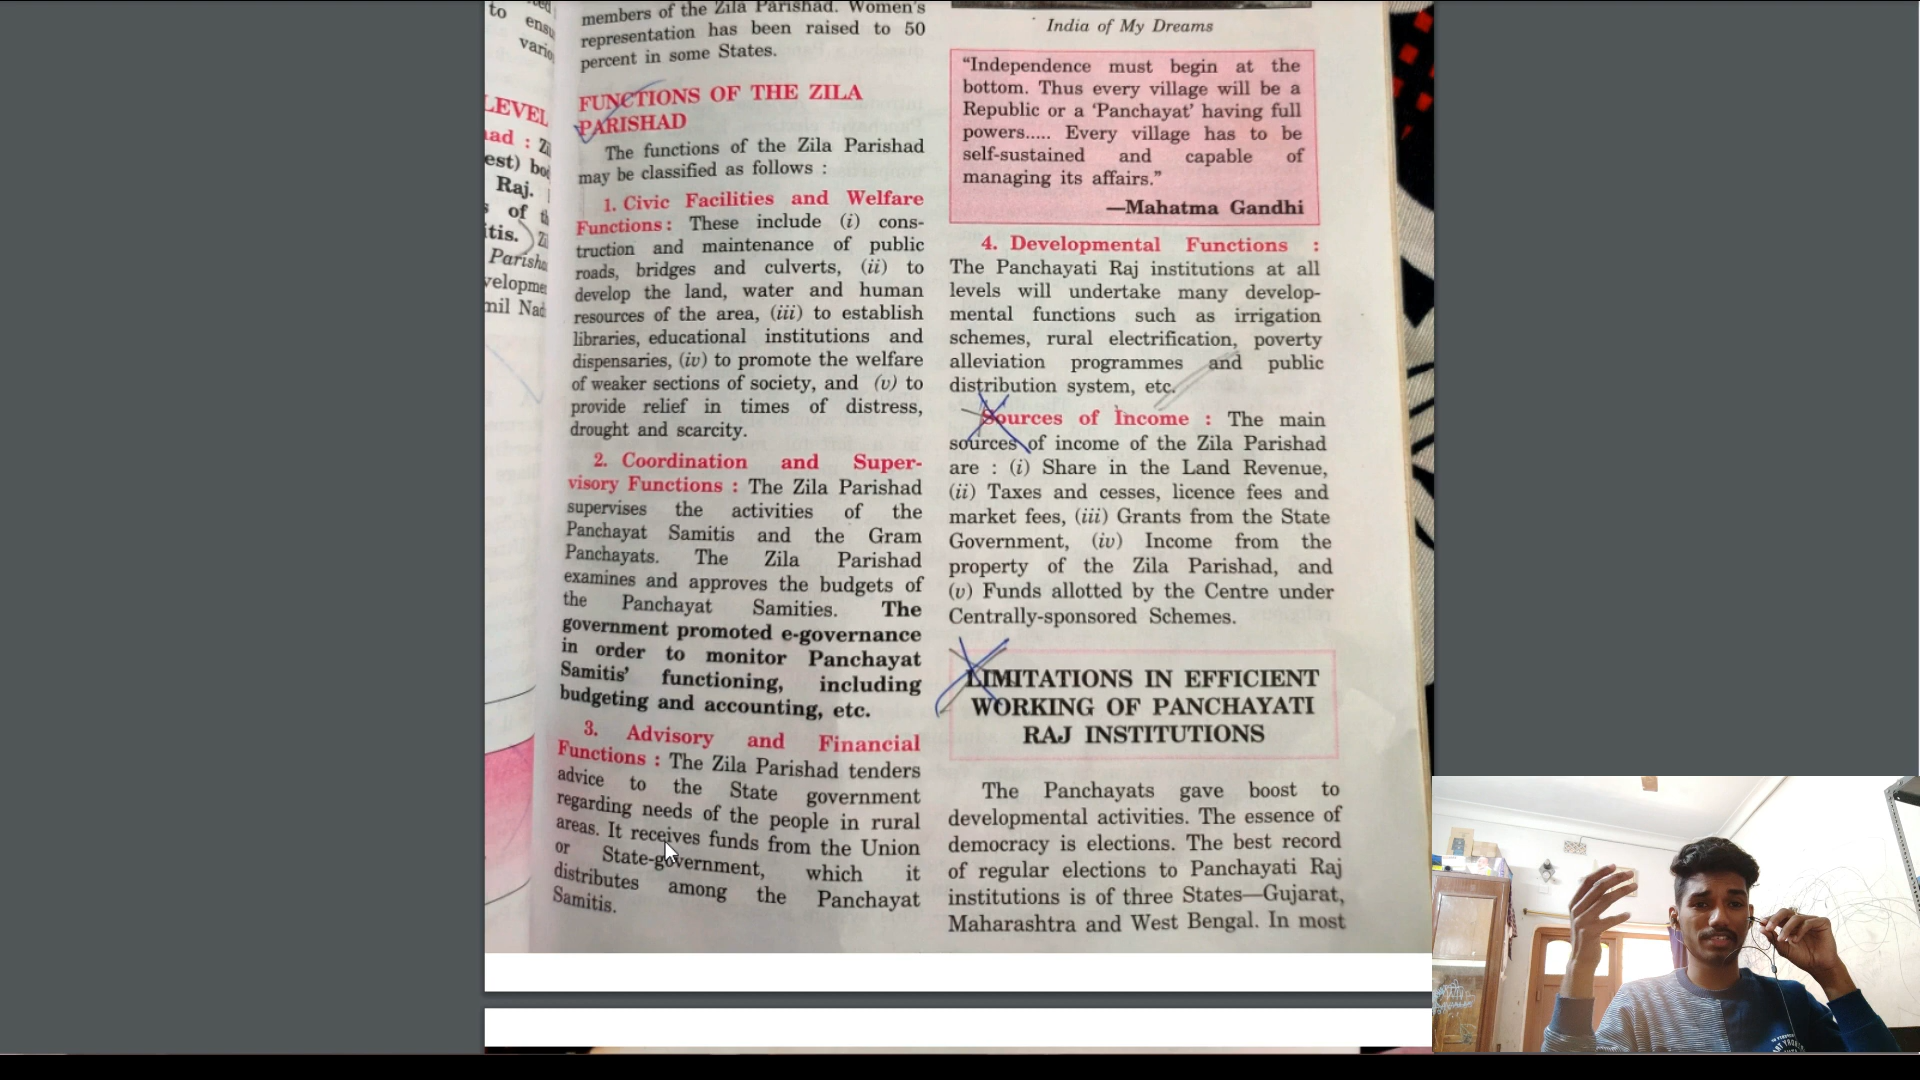 to ensu
vario
LEVEL
had : Zi
est) bod
Raj.
of th
itis. Zi
Parisha
velopme
mil Nad
members of the Zila Parishad. Women's
representation has been raised to 50
percent in some States.
FUNCTIONS OF THE ZILA
PARISHAD
The functions of the Zila Parishad
may be classified as follows :
1. Civic Facilities and Welfare
Functions: These include (i) cons-
truction and maintenance of public
roads, bridges and culverts, (ii) to
develop the land, water and human
resources of the area, (iii) to establish
libraries, educational institutions and
dispensaries, (iv) to promote the welfare
of weaker sections of society, and (v) to
provide relief in times of distress,
drought and scarcity.
2. Coordination and Super-
visory Functions : The Zila Parishad
supervises the activities of the
Panchayat Samitis and the Gram
Panchayats. The Zila Parishad
examines and approves the budgets of
the Panchayat Samities. The
government promoted e-governance
in order to monitor Panchayat
Samitis' functioning, including
budgeting and accounting, etc.
3. Advisory and Financial
Functions : The Zila Parishad tenders
advice to the State government
regarding needs of the people in rural
areas. It receives funds from the Union
or State-government, which it
distributes among the Panchayat
Samitis.
India of My Dreams
“Independence must begin at the
bottom. Thus every village will be a
Republic or a ‘Panchayat’ having full
powers..... Every village has to be
self-sustained and capable of
managing its affairs.”
—Mahatma Gandhi
4. Developmental Functions :
The Panchayati Raj institutions at all
levels will undertake many develop-
mental functions such as irrigation
schemes, rural electrification, poverty
alleviation programmes and public
distribution system, etc.
Sources of Income : The main
sources of income of the Zila Parishad
are : (i) Share in the Land Revenue,
(ii) Taxes and cesses, licence fees and
market fees, (iii) Grants from the State
Government, (iv) Income from the
property of the Zila Parishad, and
(v) Funds allotted by the Centre under
Centrally-sponsored Schemes.
LIMITATIONS IN EFFICIENT
WORKING OF PANCHAYATI
RAJ INSTITUTIONS
The Panchayats gave boost to
developmental activities. The essence of
democracy is elections. The best record
of regular elections to Panchayati Raj
institutions is of three States—Gujarat,
Maharashtra and West Bengal. In most